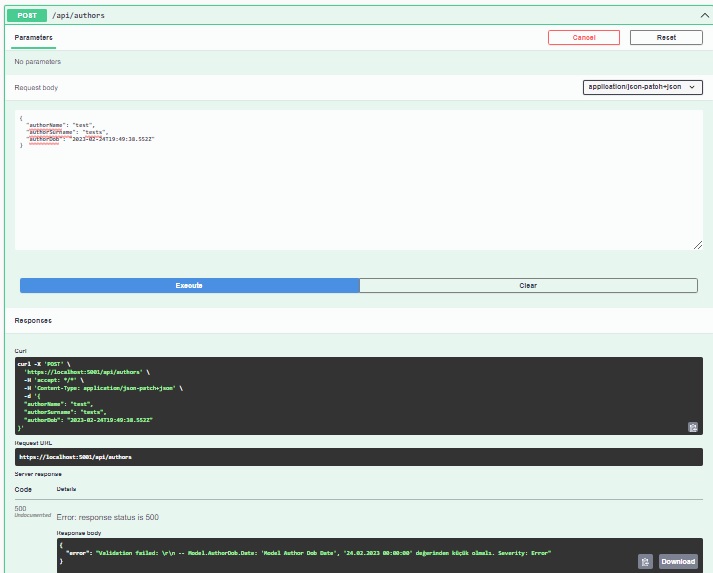 POST /api/authors
Parameters
Cancel
Reset
No parameters
Request body
application/json-patch+json
{
"authorName": "test",
"authorSurname": "tests",
"authorDob": "2023-02-24T19:49:38.552Z"
}
Execute
Clear
Responses
Curl
curl -X 'POST' \
'https://localhost:5001/api/authors' \
-H 'accept: */*' \
-H 'Content-Type: application/json-patch+json' \
-d '{
"authorName": "test",
"authorSurname": "tests",
"authorDob": "2023-02-24T19:49:38.552Z"
}'
Request URL
https://localhost:5001/api/authors
Server response
Code Details
500
Undocumented
Error: response status is 500
Response body
{
"error": "Validation failed: \r\n -- Model.AuthorDob.Date: 'Model Author Dob Date', '24.02.2023 00:00:00' değerinden küçük olmalı. Severity: Error"
}
Download